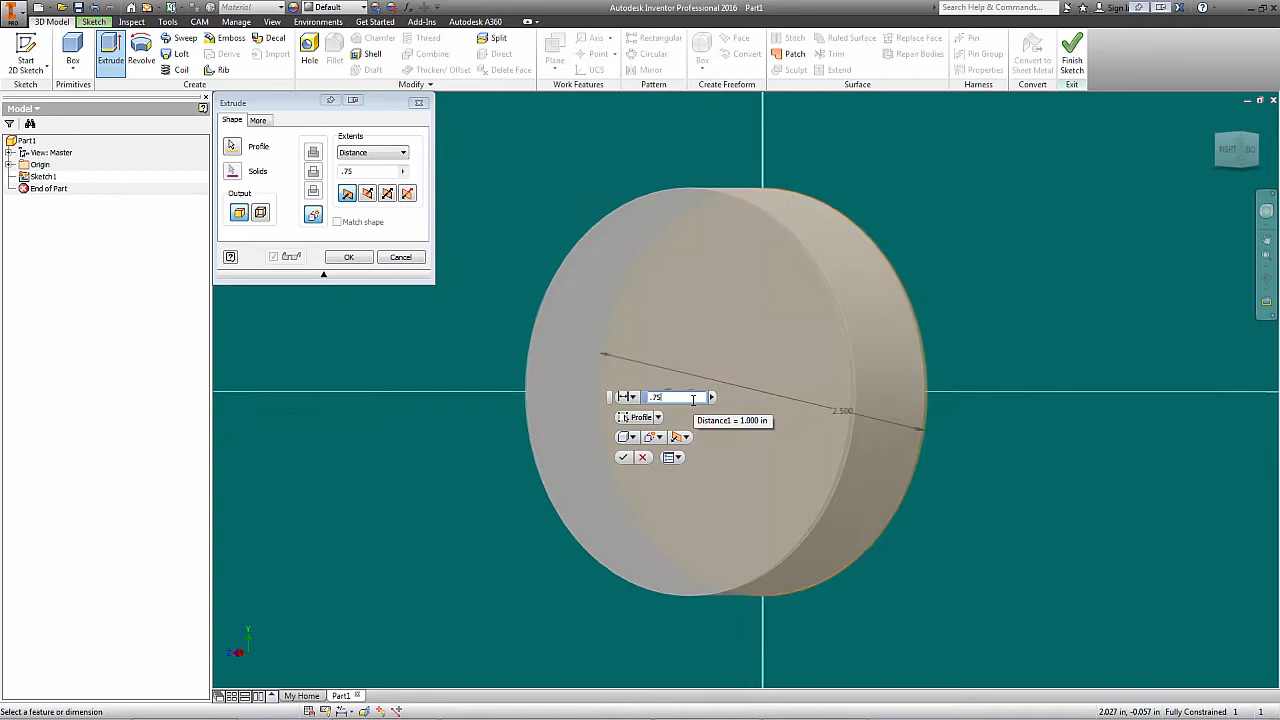 Material
Default
Autodesk Inventor Professional 2016 Part1
Search Help & Commands...
Sign In
PRO
3D Model
Sketch
Inspect
Tools
CAM
Manage
View
Environments
Get Started
Add-Ins
Autodesk A360
Start
2D Sketch
Sketch
Box
Primitives
Extrude
Revolve
Sweep
Loft
Coil
Emboss
Derive
Rib
Decal
Import
Create
Hole
Fillet
Chamfer
Shell
Draft
Thread
Combine
Thicken/ Offset
Split
Direct
Delete Face
Modify
Plane
Axis
Point
UCS
Work Features
Rectangular
Circular
Mirror
Pattern
Box
Face
Convert
Create Freeform
Stitch
Patch
Sculpt
Ruled Surface
Trim
Extend
Replace Face
Repair Bodies
Surface
Pin
Pin Group
Properties
Harness
Convert to
Sheet Metal
Convert
Finish
Sketch
Exit
Model
Part1
View: Master
Origin
Sketch1
End of Part
Extrude
Shape
More
Profile
Solids
Output
Extents
Distance
.75
Match shape
OK
Cancel
RIGHT
2.500
.75
Profile
Distance1 = 1.000 in
Y
Z
My Home
Part1
Select a feature or dimension
2.027 in, -0.057 in
Fully Constrained
1
1